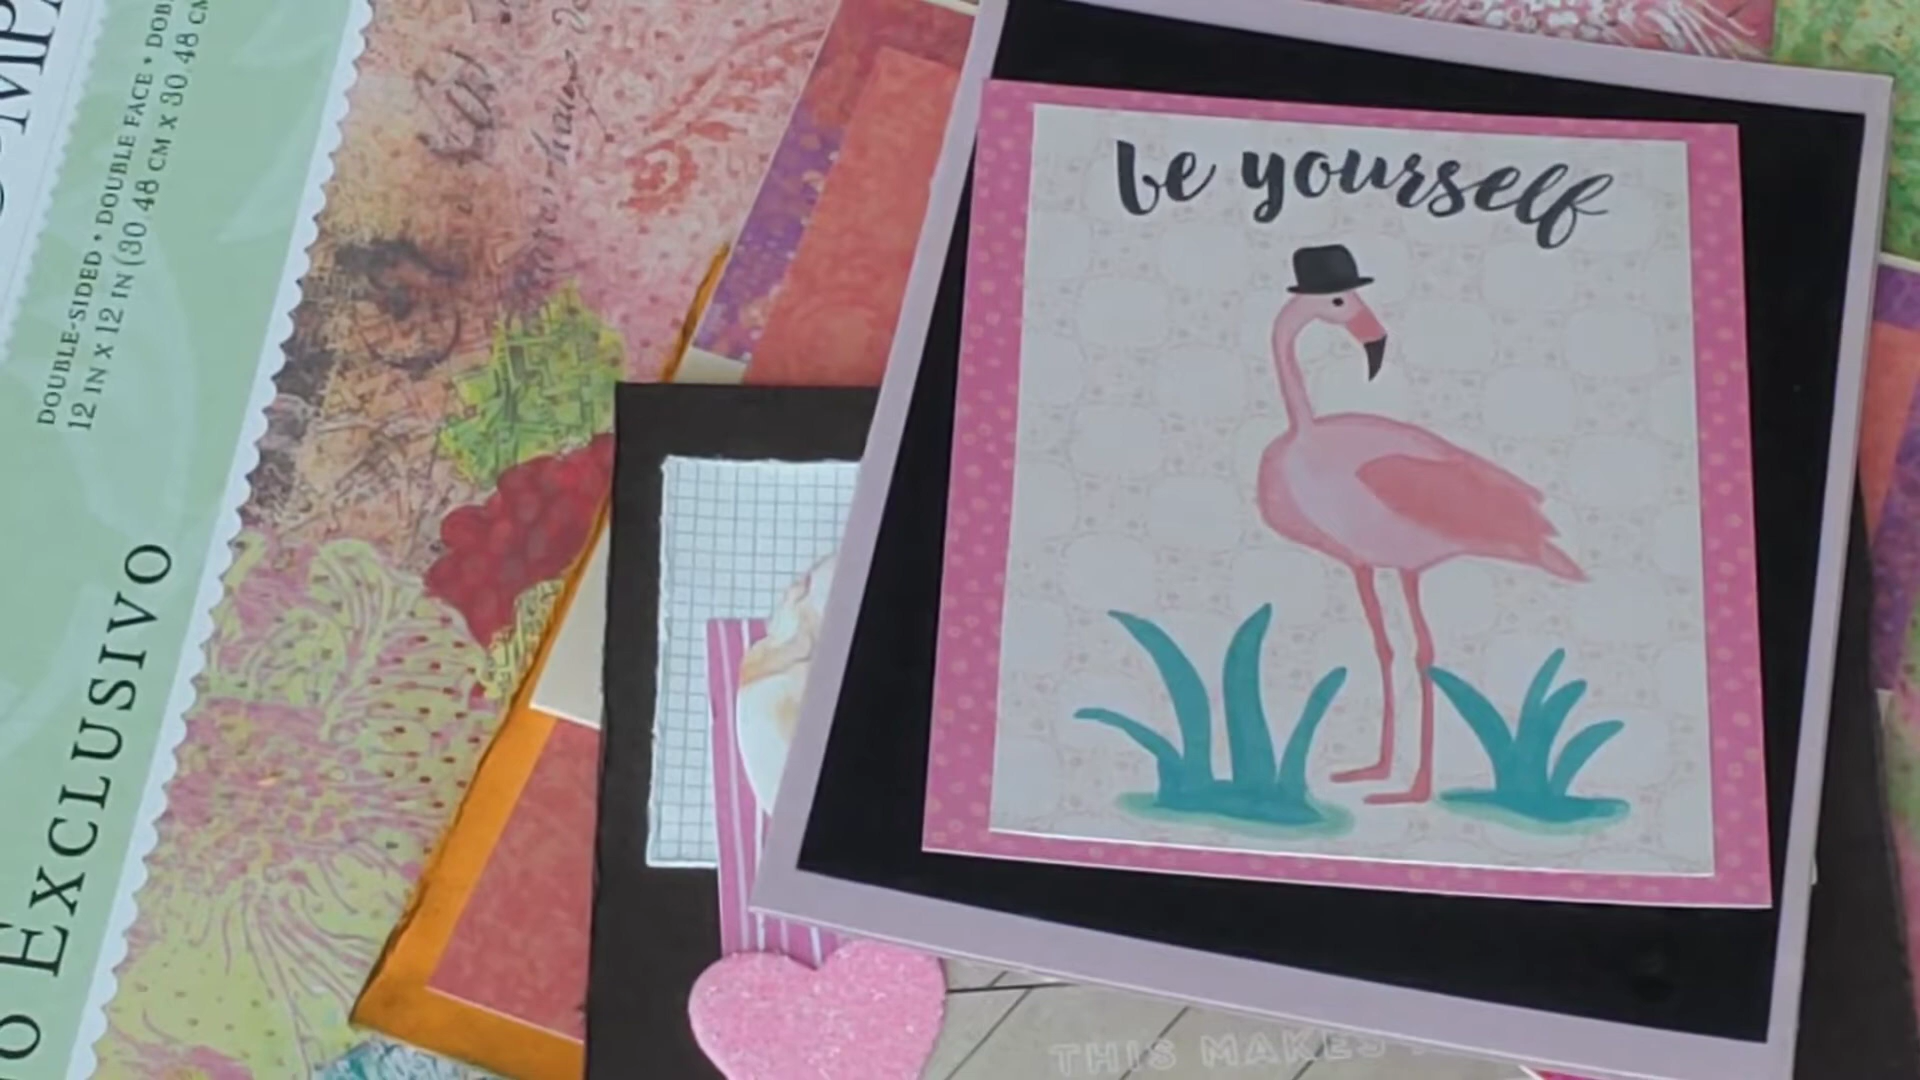 be yourself
DOUBLE-SIDED • DOUBLE FACE •
12 IN X 12 IN (30.48 CM X 30.48 CM
EXCLUSIVO
THIS MAKES